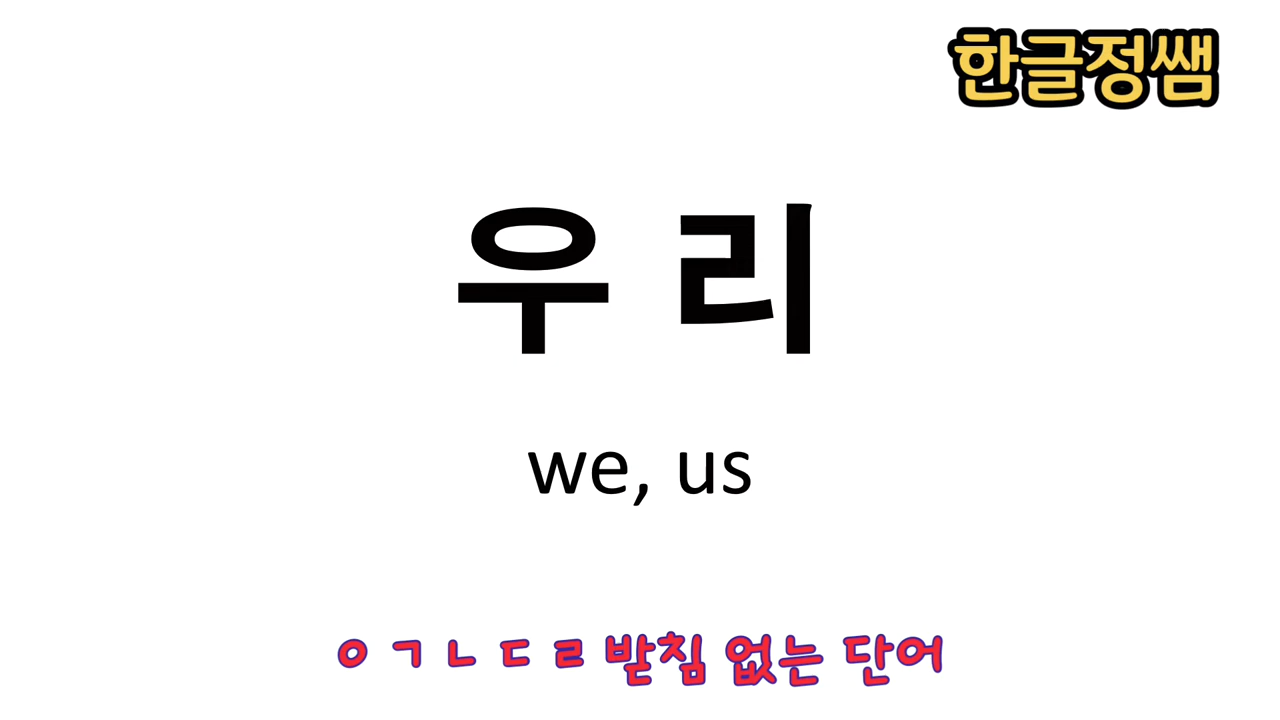 한글정쌤
우리
we, us
ㅇ ㄱ ㄴ ㄷ ㄹ 받침 없는 단어